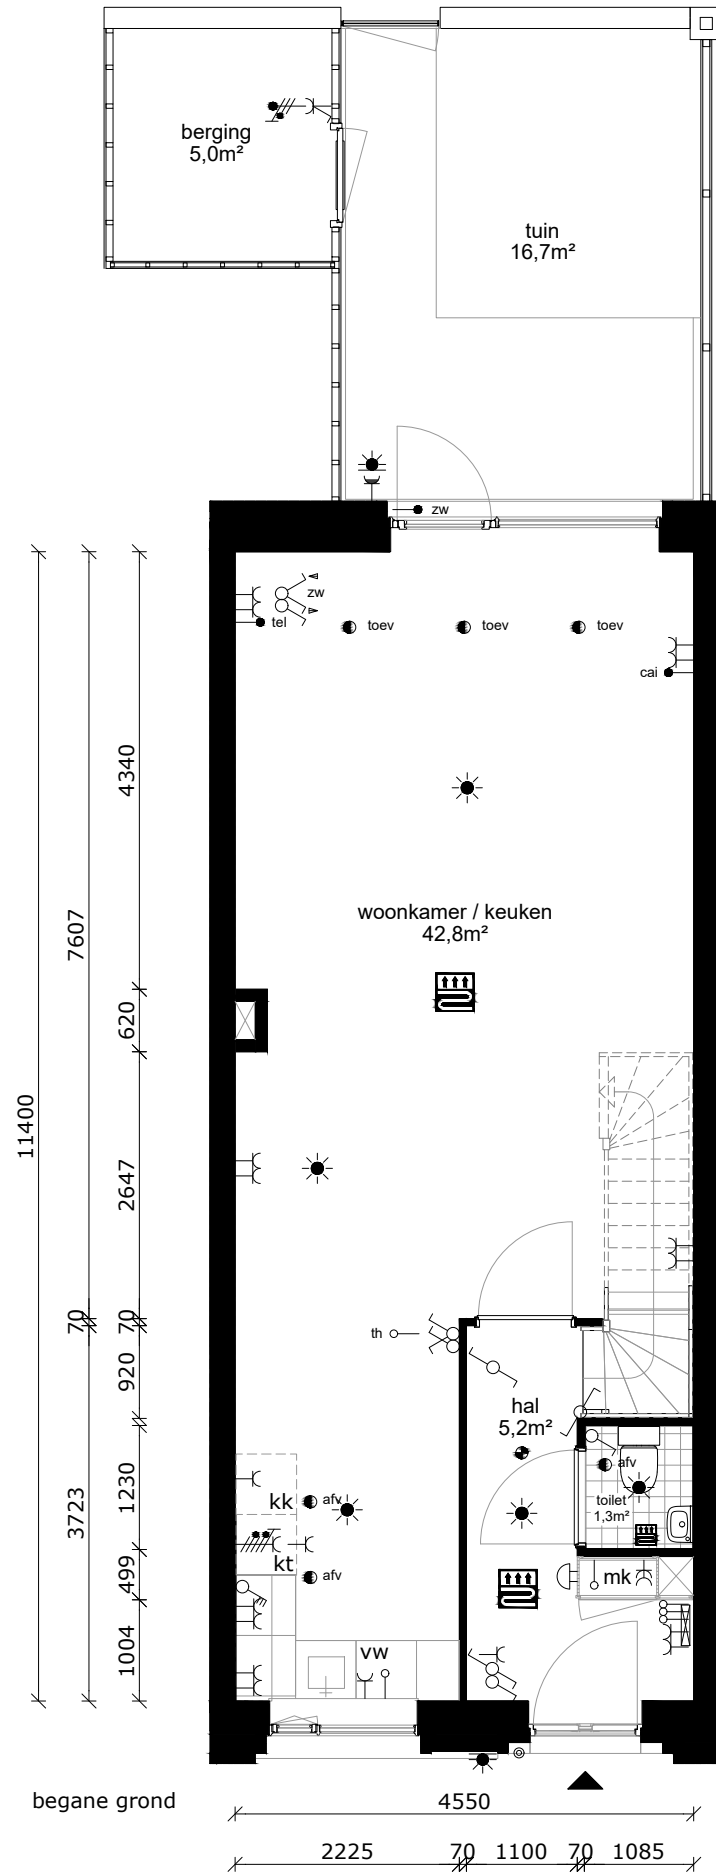 berging
5,0m²
tuin
16,7m²
zw
zw
tel
toev
toev
toev
cai
4340
7607
woonkamer / keuken
42,8m²
620
11400
2647
70
70
th
920
hal
5,2m²
1230
kk
afv
afv
toilet
1,3m²
3723
kt
afv
499
mk
1004
vw
begane grond
4550
2225
70
1100
70
1085